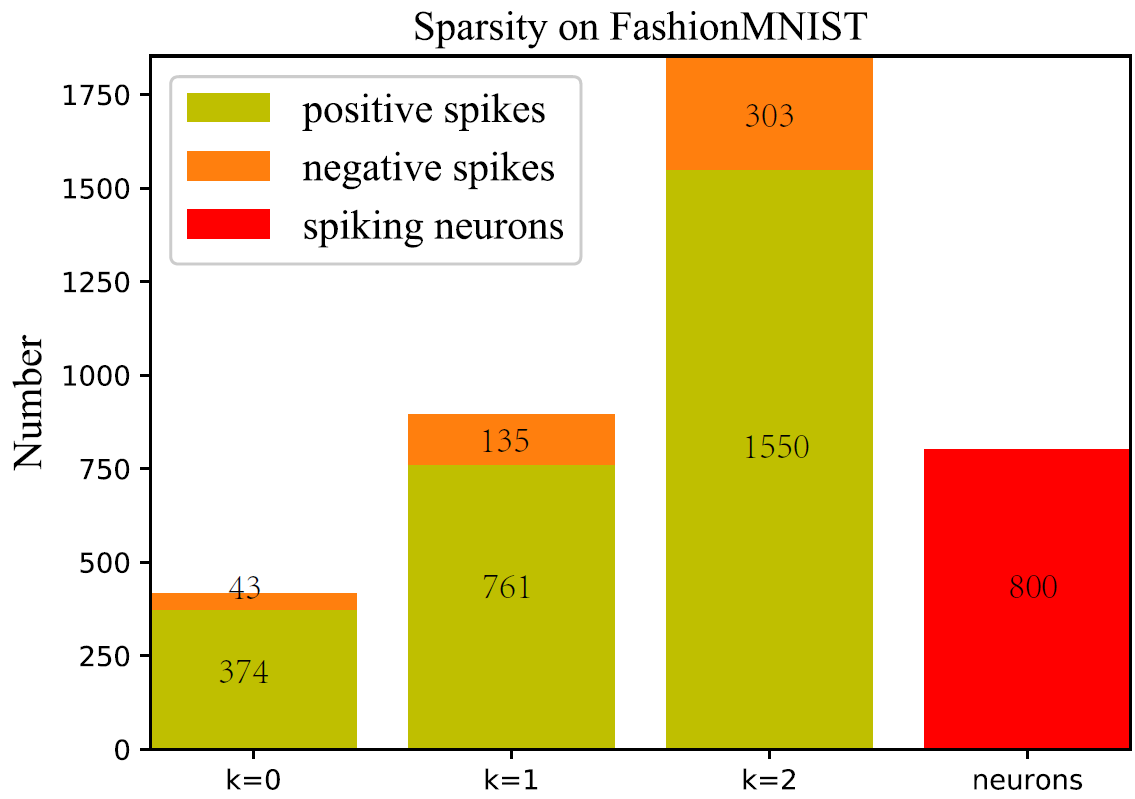 Sparsity on FashionMNIST
positive spikes
negative spikes
spiking neurons
Number
1750
1500
1250
1000
750
500
250
0
43
374
135
761
303
1550
800
k=0
k=1
k=2
neurons